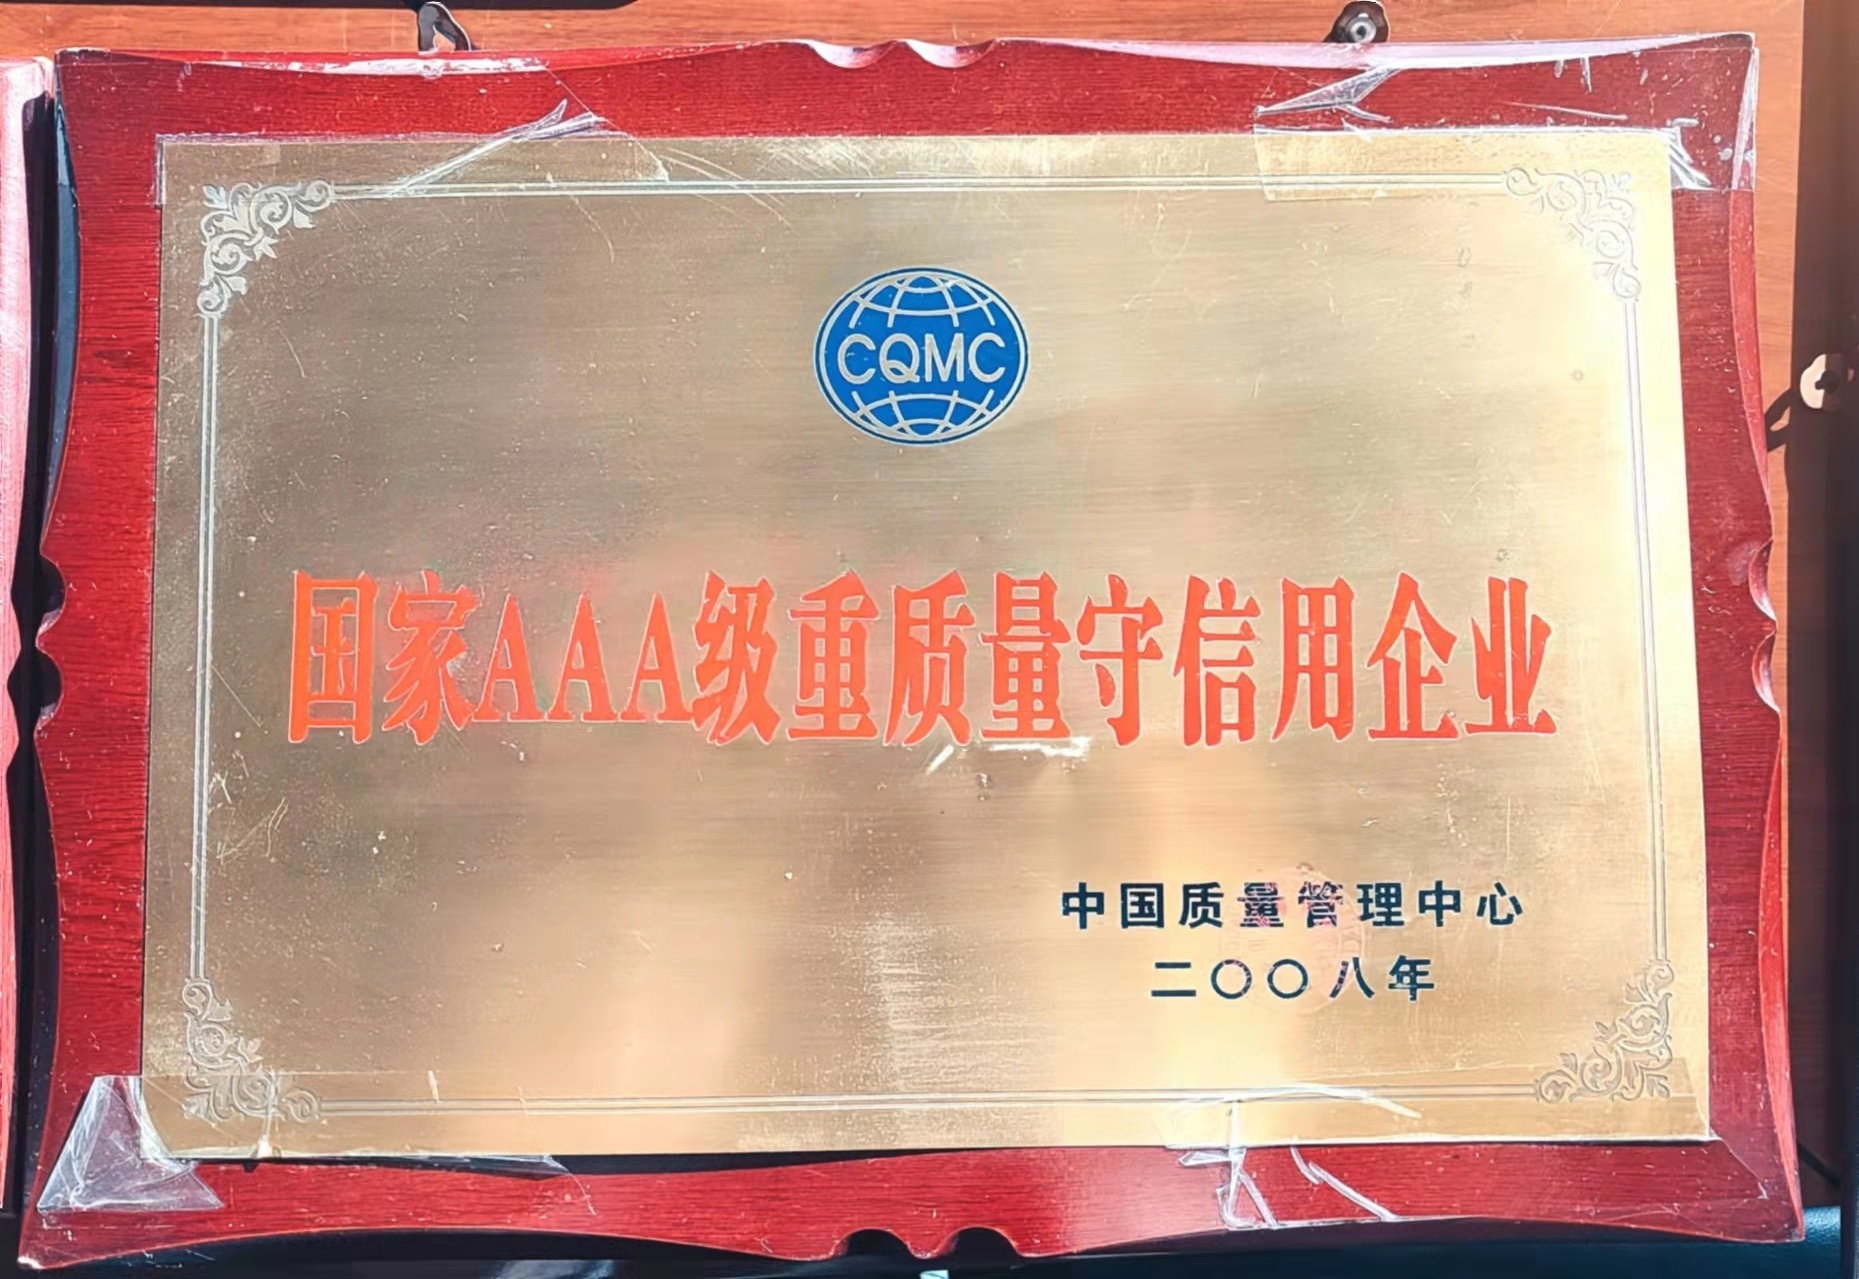 CQMC
国家AAA级重质量守信用企业
中国质量管理中心
二〇〇八年